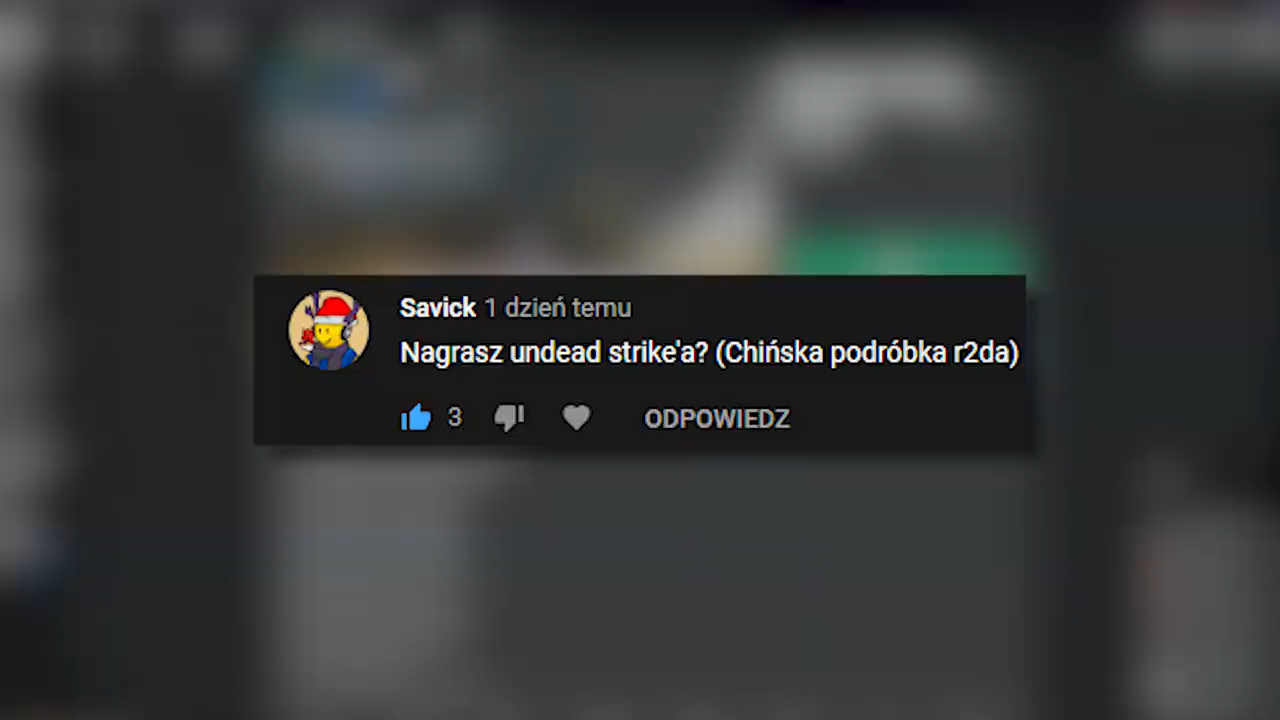 Savick 1 dzień temu
Nagrasz undead strike'a? (Chińska podróbka r2da)
3 ODPOWIEDZ